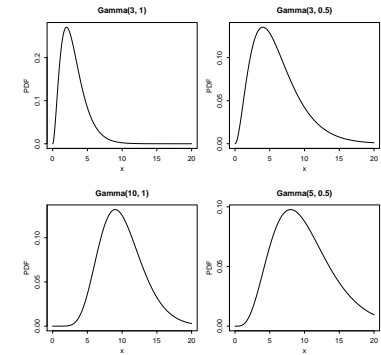 Gamma(3, 1)
PDF
0.0 0.1 0.2
0 5 10 15 20
x
Gamma(3, 0.5)
PDF
0.00 0.05 0.10
0 5 10 15 20
x
Gamma(10, 1)
PDF
0.00 0.05 0.10
0 5 10 15 20
x
Gamma(5, 0.5)
PDF
0.00 0.05 0.10
0 5 10 15 20
x